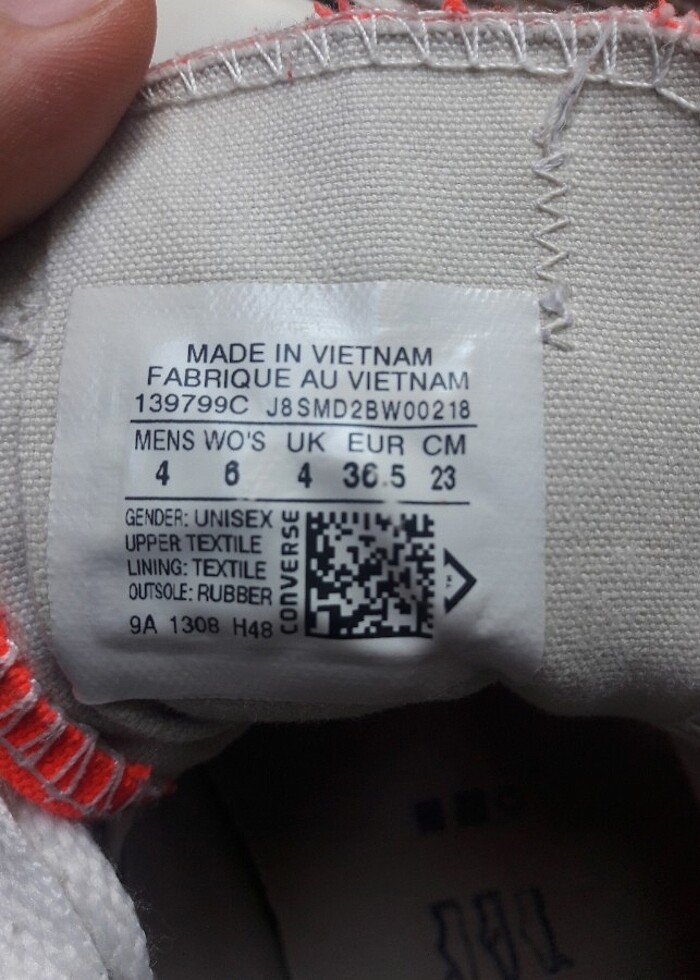 MADE IN VIETNAM
FABRIQUE AU VIETNAM
139799C J8SMD2BW00218
MENS WO'S UK EUR CM
4 6 4 36.5 23
GENDER: UNISEX
UPPER TEXTILE
LINING: TEXTILE
OUTSOLE: RUBBER
9A 1308 H48
CONVERSE